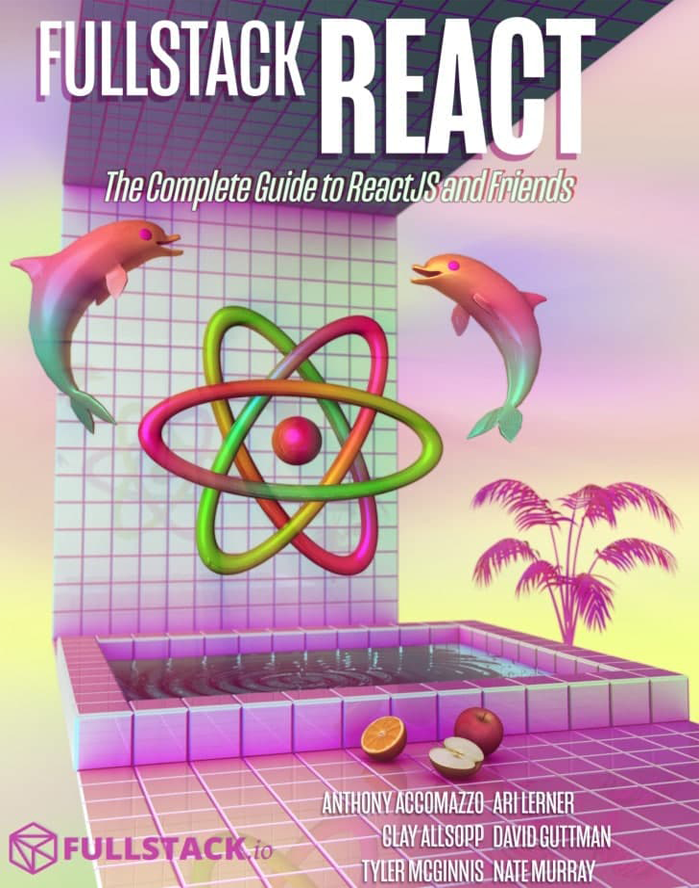 FULLSTACK REACT
The Complete Guide to ReactJS and Friends
ANTHONY ACCOMAZZO ARI LERNER
CLAY ALLSOPP DAVID GUTTMAN
TYLER MCGINNIS NATE MURRAY
FULLSTACK.io